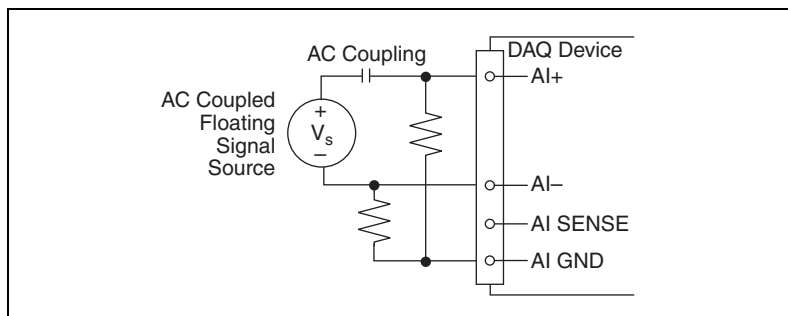 AC Coupling
DAQ Device
AI+
AC Coupled
Floating
Signal
Source
+
Vs
–
AI–
AI SENSE
AI GND